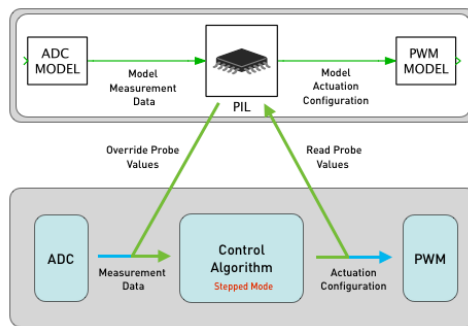 ADC
MODEL
Model
Measurement
Data
PIL
Model
Actuation
Configuration
PWM
MODEL
Override Probe
Values
Read Probe
Values
ADC
Measurement
Data
Control
Algorithm
Stepped Mode
Actuation
Configuration
PWM